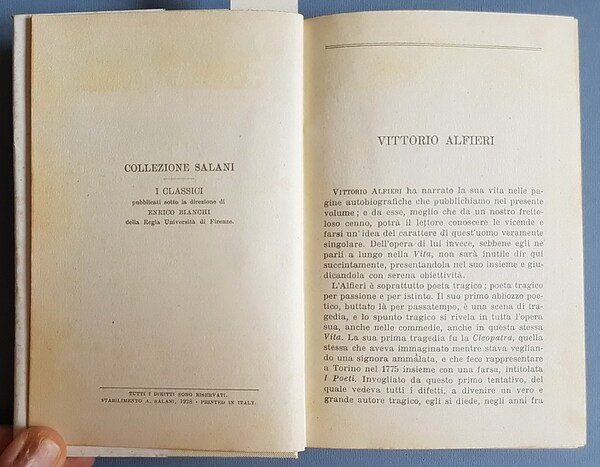 COLLEZIONE SALANI
I CLASSICI
pubblicati sotto la direzione di
ENRICO BIANCHI
della Regia Università di Firenze.
TUTTI I DIRITTI SONO RISERVATI.
STABILIMENTO A. SALANI, 1928 - PRINTED IN ITALY.
VITTORIO ALFIERI
VITTORIO ALFIERI ha narrato la sua vita nelle pa-
gine autobiografiche che pubblichiamo nel presente
volume; e da esse, meglio che da un nostro fretto-
loso cenno, potrà il lettore conoscere le vicende e
farsi un'idea del carattere di quest'uomo veramente
singolare. Dell'opera di lui invece, sebbene egli ne
parli a lungo nella Vita, non sarà inutile dir qui
succintamente, presentandola nel suo insieme e giu-
dicandola con serena obiettività.
L'Alfieri è soprattutto poeta tragico; poeta tragico
per passione e per istinto. Il suo primo abbozzo poe-
tico, buttato là per passatempo, è una scena di tra-
gedia, e lo spunto tragico si rivela in tutta l'opera
sua, anche nelle commedie, anche in questa stessa
Vita. La sua prima tragedia fu la Cleopatra, quella
stessa che aveva immaginato mentre stava veglian-
do una signora ammalata, e che fece rappresentare
a Torino nel 1775 insieme con una farsa, intitolata
I Poeti. Invogliato da questo primo tentativo, del
quale vedeva tutti i difetti, a divenire un vero e
grande autore tragico, egli si diede, negli anni fra